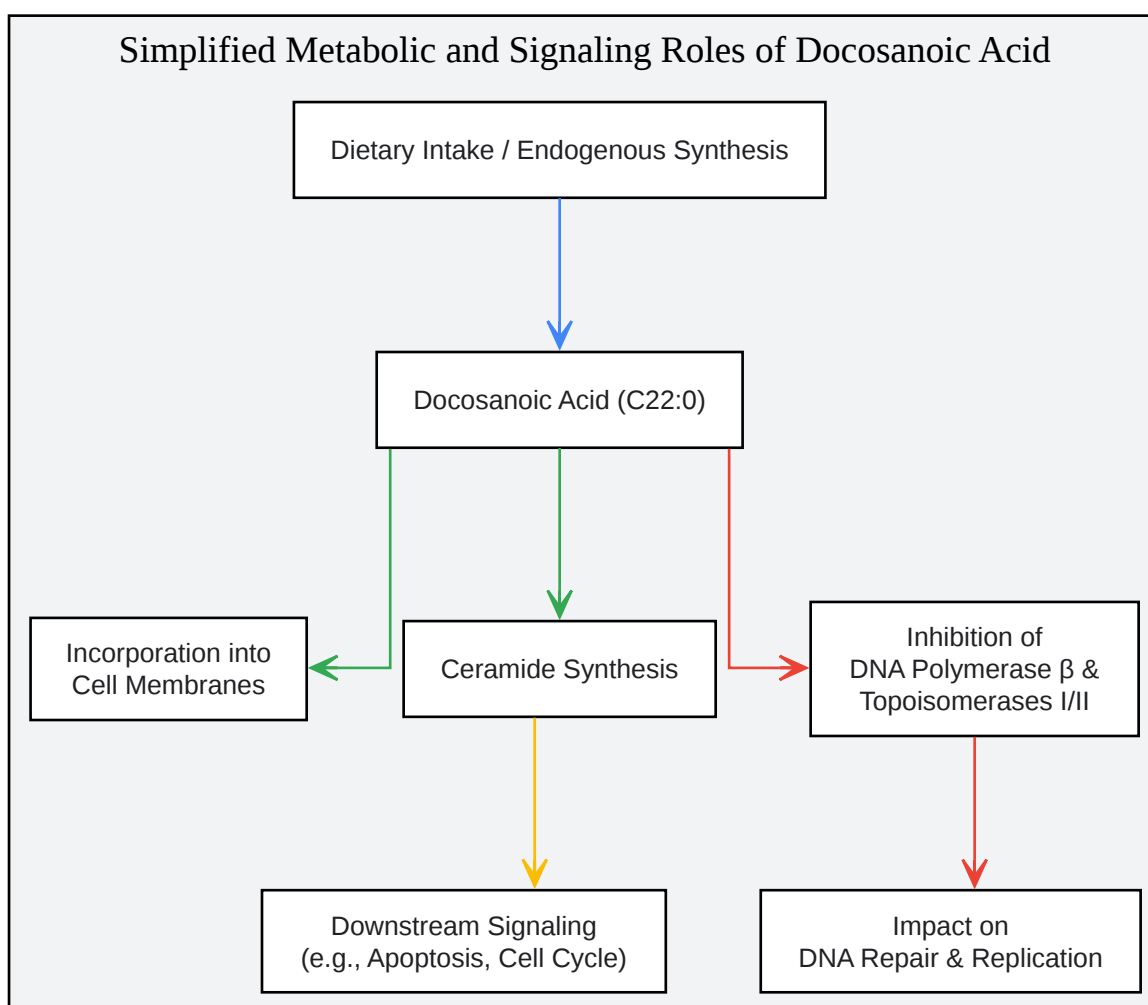 Simplified Metabolic and Signaling Roles of Docosanoic Acid
Dietary Intake / Endogenous Synthesis
Docosanoic Acid (C22:0)
Incorporation into
Cell Membranes
Ceramide Synthesis
Inhibition of
DNA Polymerase β &
Topoisomerases I/II
Downstream Signaling
(e.g., Apoptosis, Cell Cycle)
Impact on
DNA Repair & Replication